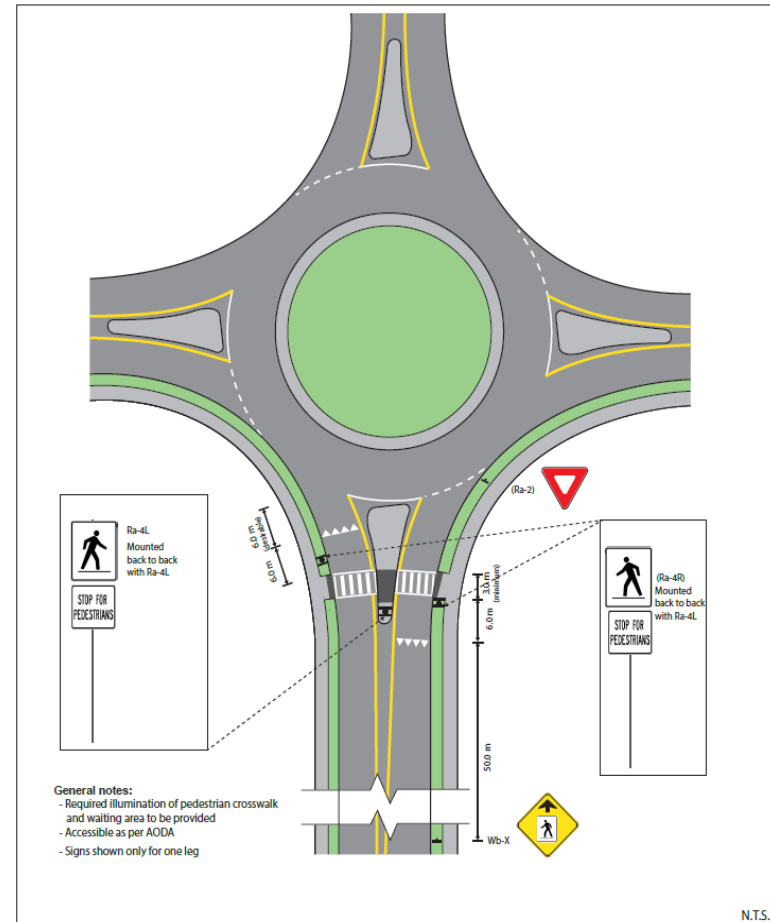 (Ra-2)
6.0 m
(desirable)
6.0 m
Ra-4L
Mounted
back to back
with Ra-4L
STOP FOR
PEDESTRIANS
3.0 m
(minimum)
6.0 m
(Ra-4R)
Mounted
back to back
with Ra-4L
STOP FOR
PEDESTRIANS
50.0 m
General notes:
- Required illumination of pedestrian crosswalk
and waiting area to be provided
- Accessible as per AODA
- Signs shown only for one leg
Wb-X
N.T.S.